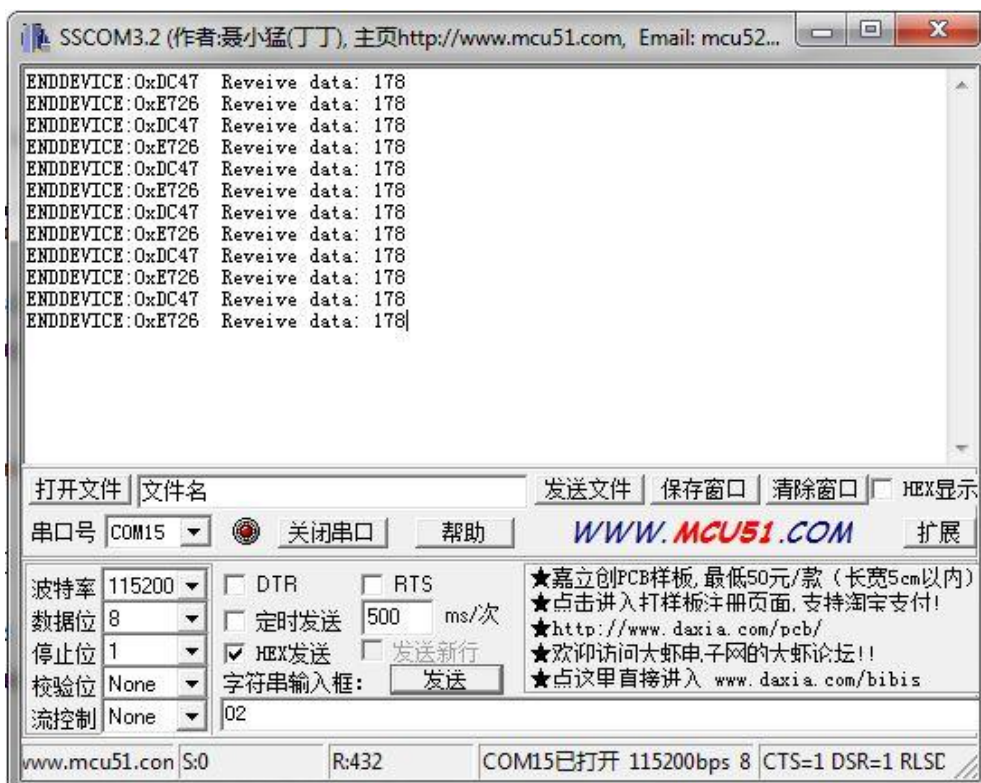 SSCOM3.2 (作者:聂小猛(丁丁), 主页http://www.mcu51.com,  Email: mcu52...
ENDDEVICE:0xDC47  Reveive data: 178
ENDDEVICE:0xE726  Reveive data: 178
ENDDEVICE:0xDC47  Reveive data: 178
ENDDEVICE:0xE726  Reveive data: 178
ENDDEVICE:0xDC47  Reveive data: 178
ENDDEVICE:0xE726  Reveive data: 178
ENDDEVICE:0xDC47  Reveive data: 178
ENDDEVICE:0xE726  Reveive data: 178
ENDDEVICE:0xDC47  Reveive data: 178
ENDDEVICE:0xE726  Reveive data: 178
ENDDEVICE:0xDC47  Reveive data: 178
ENDDEVICE:0xE726  Reveive data: 178
打开文件 文件名 发送文件 保存窗口 清除窗口 HEX显示
串口号 COM15 关闭串口 帮助 WWW.MCU51.COM 扩展
波特率 115200 DTR RTS
数据位 8 定时发送 500 ms/次
停止位 1 HEX发送 发送新行
校验位 None 字符串输入框: 发送
流控制 None 02
★嘉立创PCB样板,最低50元/款（长宽5cm以内）
★点击进入打样板注册页面,支持淘宝支付!
★http://www.daxia.com/pcb/
★欢迎访问大虾电子网的大虾论坛!!
★点这里直接进入 www.daxia.com/bibis
www.mcu51.con S:0 R:432 COM15已打开 115200bps 8 CTS=1 DSR=1 RLSD